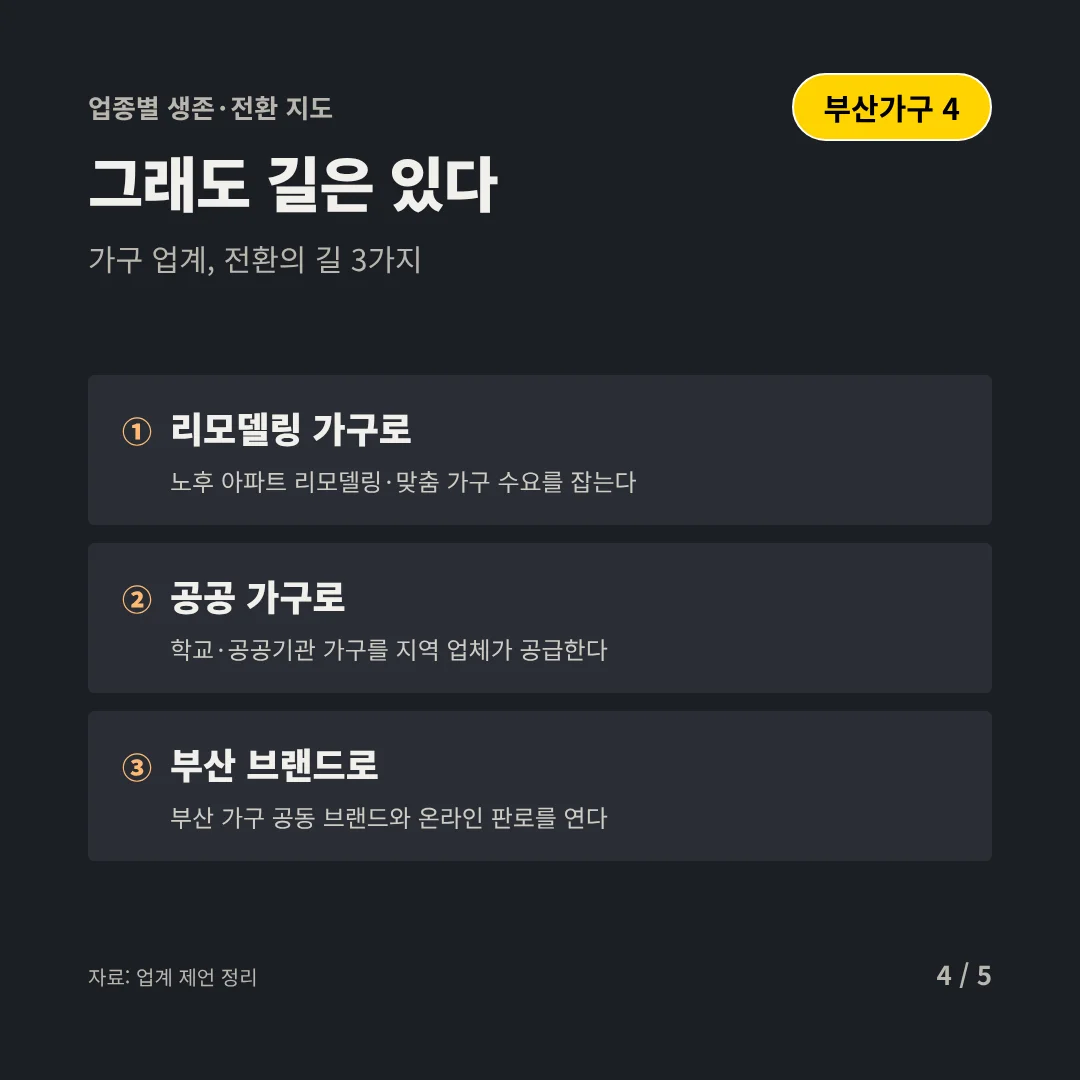 업종별 생존·전환 지도
부산가구 4
그래도 길은 있다
가구 업계, 전환의 길 3가지
① 리모델링 가구로
노후 아파트 리모델링·맞춤 가구 수요를 잡는다
② 공공 가구로
학교·공공기관 가구를 지역 업체가 공급한다
③ 부산 브랜드로
부산 가구 공동 브랜드와 온라인 판로를 연다
자료: 업계 제언 정리
4 / 5